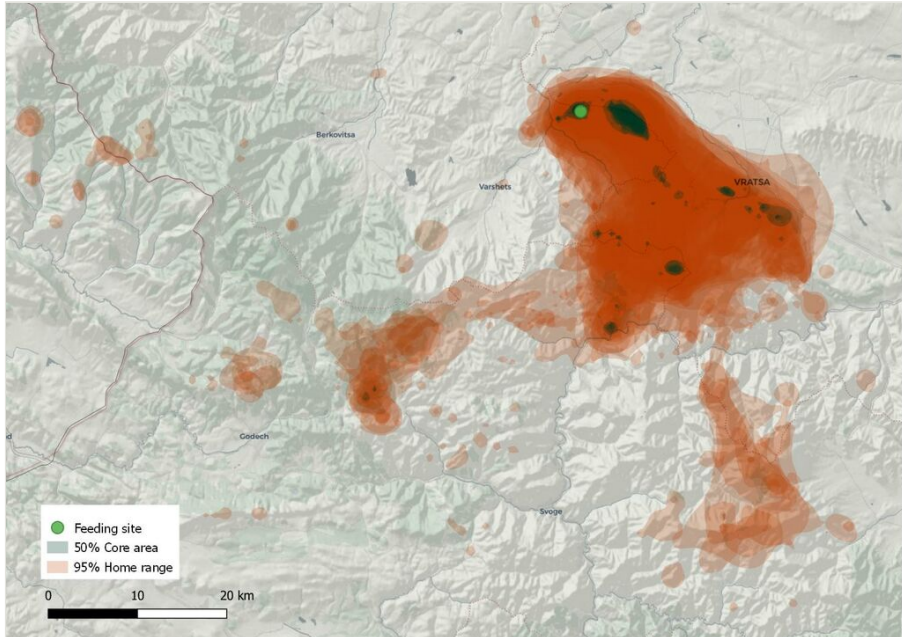 Berkovitsa
Varshets
VRATSA
Godech
Svoge
Feeding site
50% Core area
95% Home range
0 10 20 km